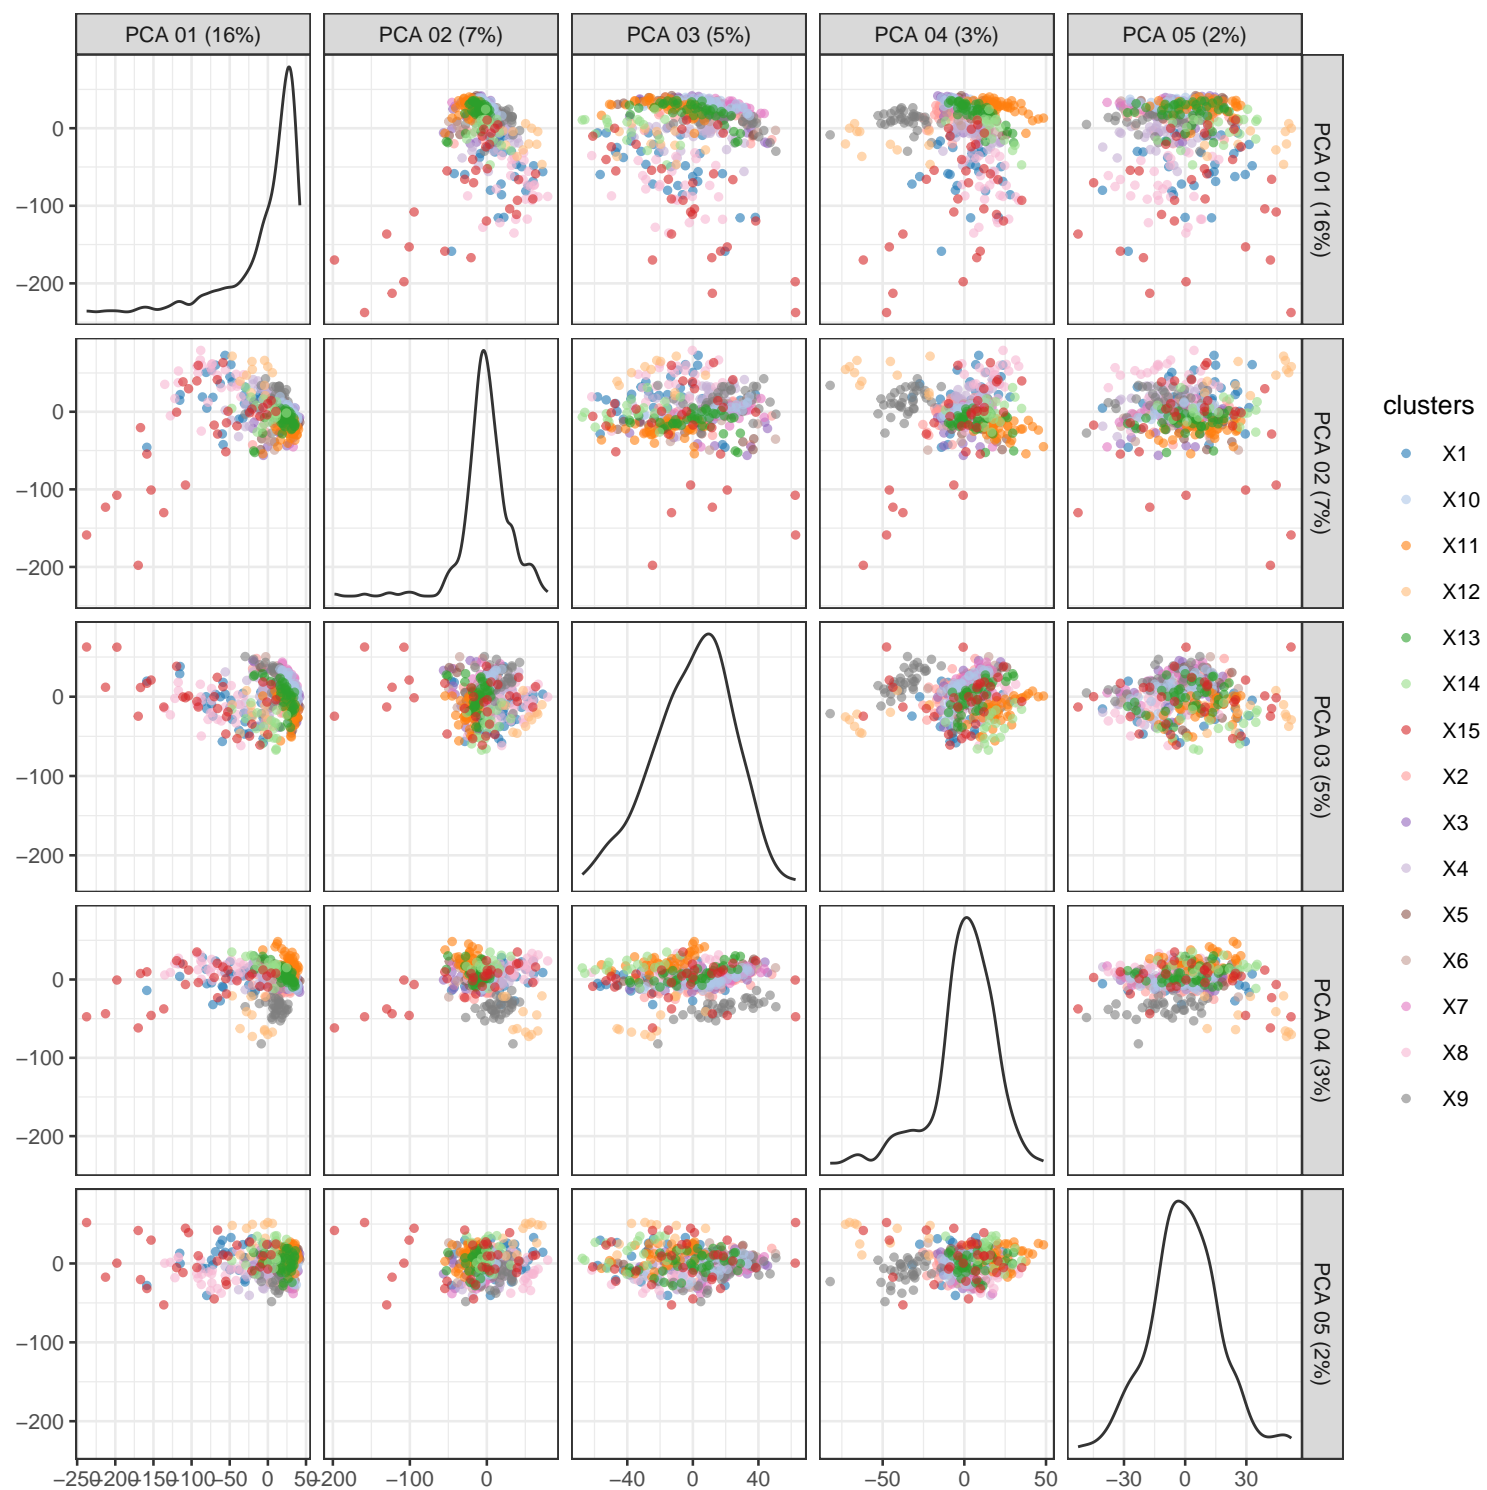 PCA 01 (16%) PCA 02 (7%) PCA 03 (5%) PCA 04 (3%) PCA 05 (2%)
0
−100
−200
PCA 01 (16%)
0
−100
−200
PCA 02 (7%)
0
−100
−200
PCA 03 (5%)
0
−100
−200
PCA 04 (3%)
0
−100
−200
PCA 05 (2%)
−250 −200 −150 −100 −50 0 50 −200 −100 0 −40 0 40 −50 0 50 −30 0 30
clusters
X1
X10
X11
X12
X13
X14
X15
X2
X3
X4
X5
X6
X7
X8
X9